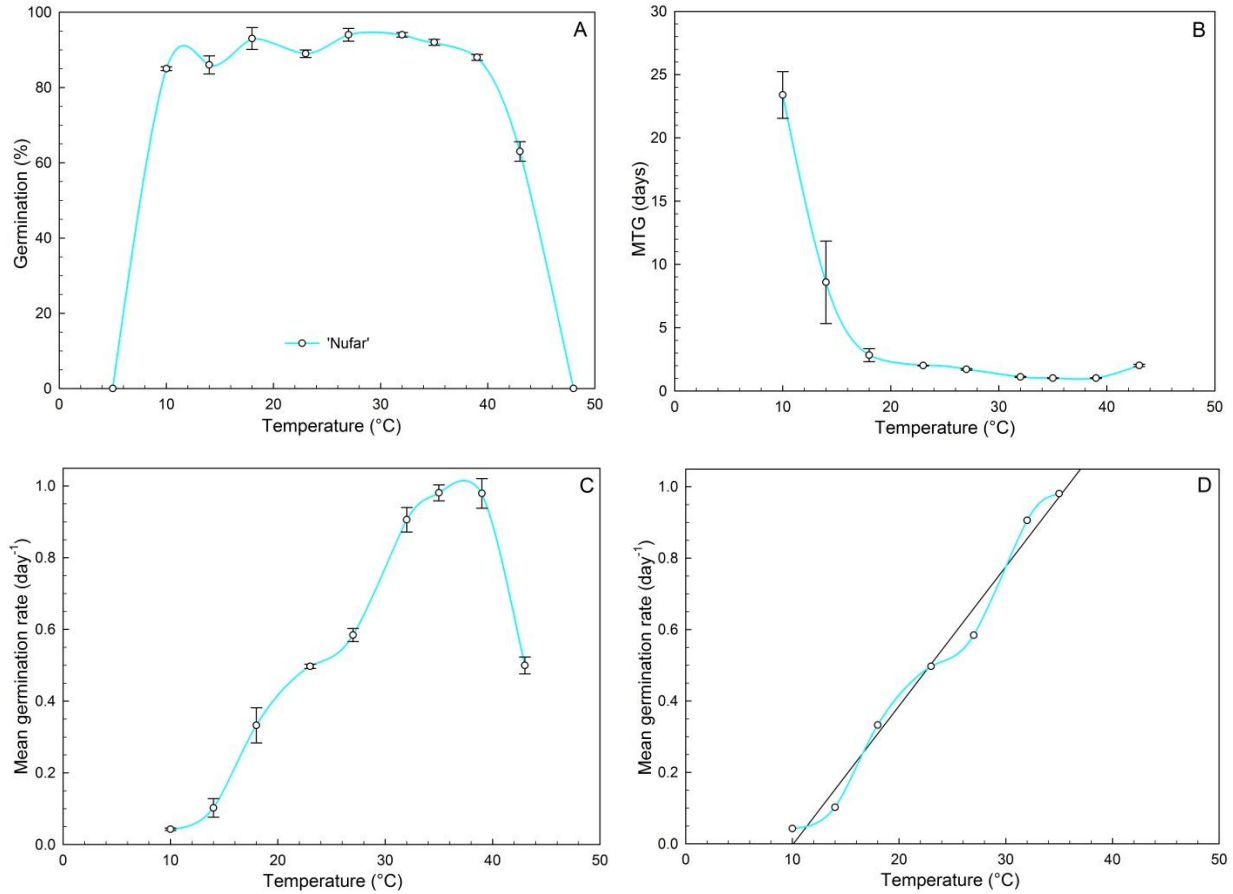 A
100
80
60
40
20
0
Germination (%)
'Nufar'
0 10 20 30 40 50
Temperature (°C)
B
30
25
20
15
10
5
0
MTG (days)
0 10 20 30 40 50
Temperature (°C)
C
1.0
0.8
0.6
0.4
0.2
0.0
Mean germination rate (day⁻¹)
0 10 20 30 40 50
Temperature (°C)
D
1.0
0.8
0.6
0.4
0.2
0.0
Mean germination rate (day⁻¹)
0 10 20 30 40 50
Temperature (°C)